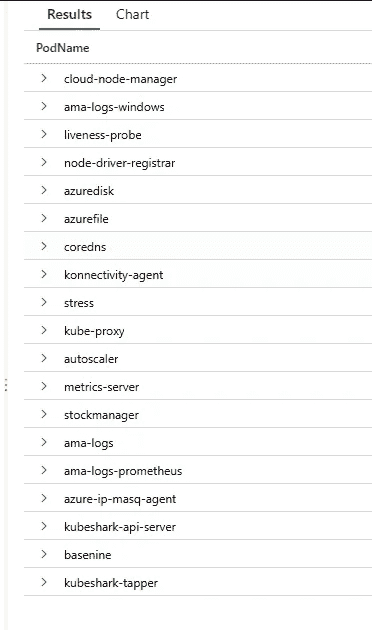 Results Chart
PodName
cloud-node-manager
ama-logs-windows
liveness-probe
node-driver-registrar
azuredisk
azurefile
coredns
konnectivity-agent
stress
kube-proxy
autoscaler
metrics-server
stockmanager
ama-logs
ama-logs-prometheus
azure-ip-masq-agent
kubeshark-api-server
basenine
kubeshark-tapper